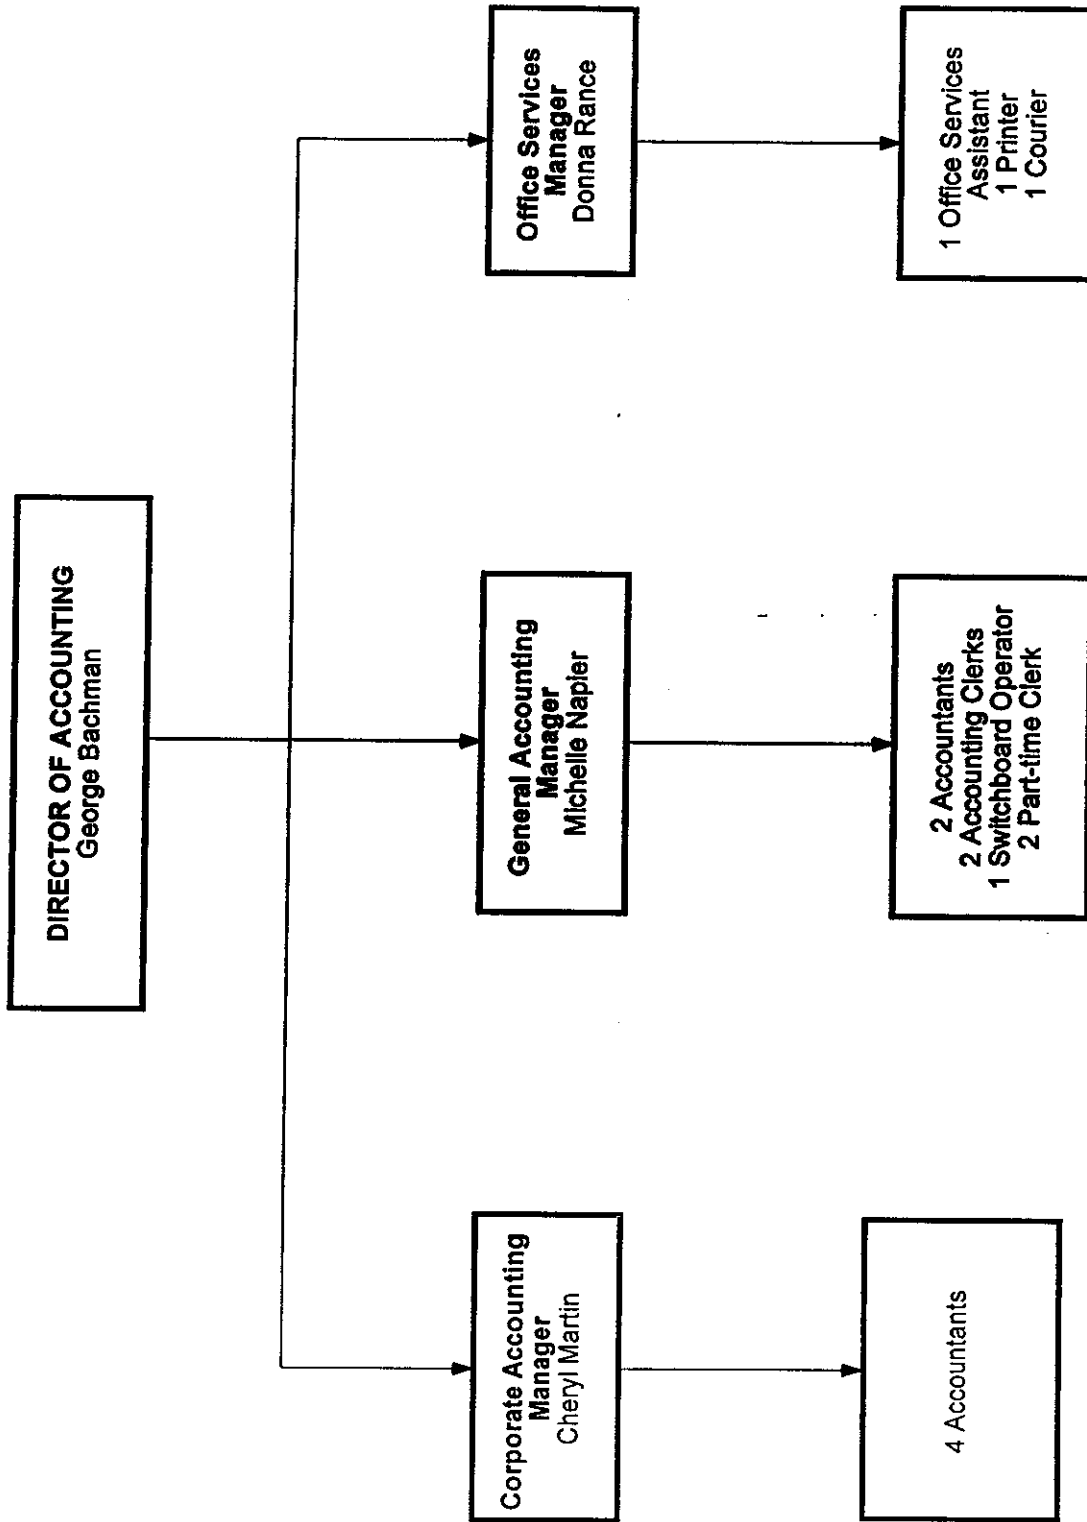 DIRECTOR OF ACCOUNTING
George Bachman
Corporate Accounting
Manager
Cheryl Martin
General Accounting
Manager
Michelle Napier
Office Services
Manager
Donna Rance
4 Accountants
2 Accountants
2 Accounting Clerks
1 Switchboard Operator
2 Part-time Clerk
1 Office Services
Assistant
1 Printer
1 Courier